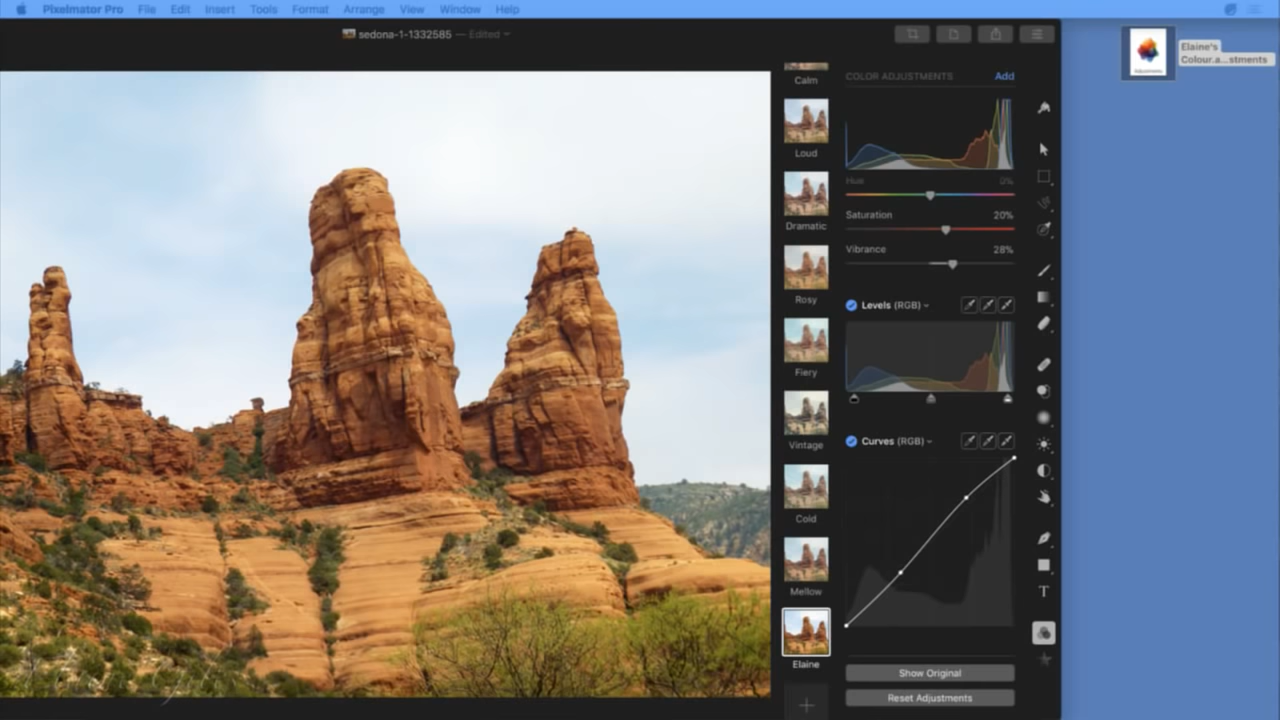 Pixelmator Pro File Edit Insert Tools Format Arrange View Window Help
sedona-1-1332585 — Edited
Elaine's
Colour.a...stments
Calm
Loud
Dramatic
Rosy
Fiery
Vintage
Cold
Mellow
Elaine
COLOR ADJUSTMENTS Add
Hue 0%
Saturation 20%
Vibrance 28%
Levels (RGB)
Curves (RGB)
Show Original
Reset Adjustments
T